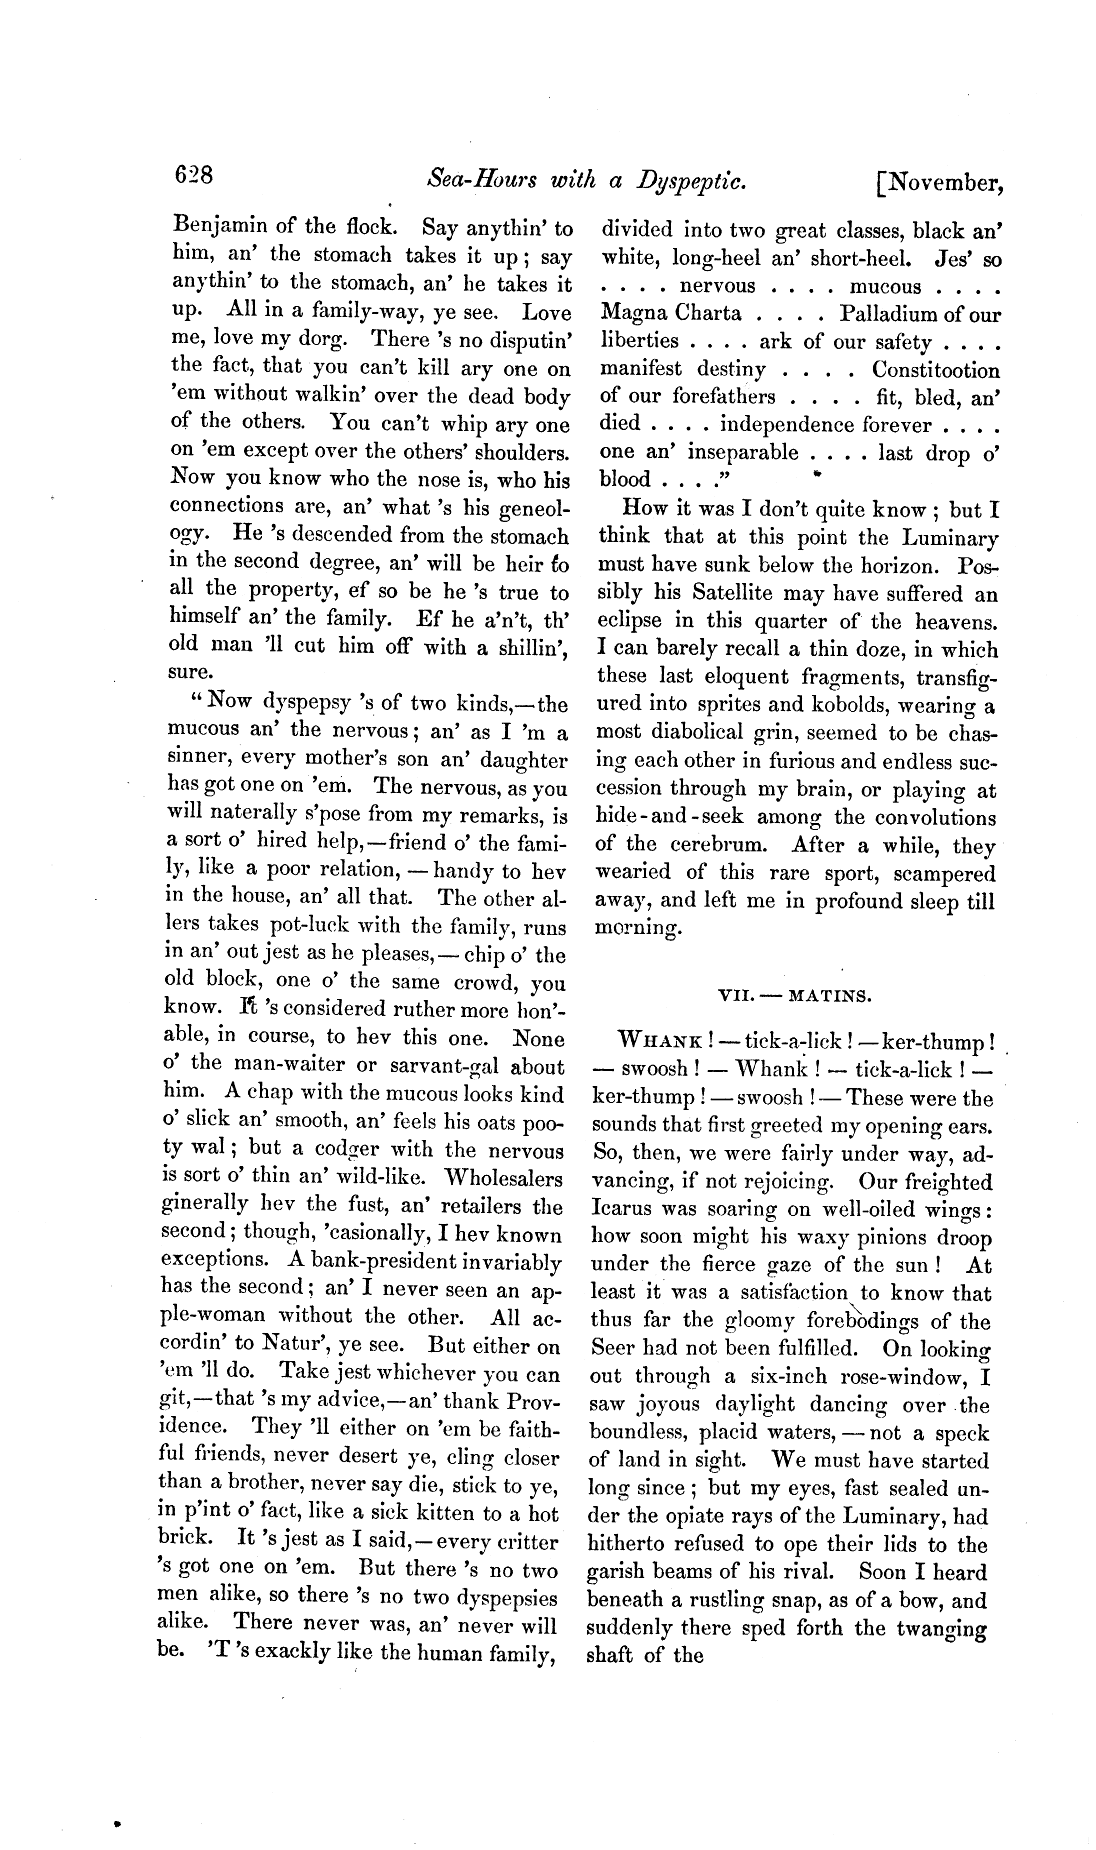 628
Sea-Hours with a Dyspeptic.
[November,
Benjamin of the flock. Say anythin' to
him, an' the stomach takes it up; say
anythin' to the stomach, an' he takes it
up. All in a family-way, ye see. Love
me, love my dorg. There 's no disputin'
the fact, that you can't kill ary one on
'em without walkin' over the dead body
of the others. You can't whip ary one
on 'em except over the others' shoulders.
Now you know who the nose is, who his
connections are, an' what 's his geneol-
ogy. He 's descended from the stomach
in the second degree, an' will be heir to
all the property, ef so be he 's true to
himself an' the family. Ef he a'n't, th'
old man 'll cut him off with a shillin',
sure.
"Now dyspepsy 's of two kinds,—the
mucous an' the nervous; an' as I 'm a
sinner, every mother's son an' daughter
has got one on 'em. The nervous, as you
will naterally s'pose from my remarks, is
a sort o' hired help,—friend o' the fami-
ly, like a poor relation, — handy to hev
in the house, an' all that. The other al-
lers takes pot-luck with the family, runs
in an' out jest as he pleases,— chip o' the
old block, one o' the same crowd, you
know. It 's considered ruther more hon'-
able, in course, to hev this one. None
o' the man-waiter or sarvant-gal about
him. A chap with the mucous looks kind
o' slick an' smooth, an' feels his oats poo-
ty wal; but a codger with the nervous
is sort o' thin an' wild-like. Wholesalers
ginerally hev the fust, an' retailers the
second; though, 'casionally, I hev known
exceptions. A bank-president invariably
has the second; an' I never seen an ap-
ple-woman without the other. All ac-
cordin' to Natur', ye see. But either on
'em 'll do. Take jest whichever you can
git,—that 's my advice,—an' thank Prov-
idence. They 'll either on 'em be faith-
ful friends, never desert ye, cling closer
than a brother, never say die, stick to ye,
in p'int o' fact, like a sick kitten to a hot
brick. It 's jest as I said,—every critter
's got one on 'em. But there 's no two
men alike, so there 's no two dyspepsies
alike. There never was, an' never will
be. 'T 's exackly like the human family,
divided into two great classes, black an'
white, long-heel an' short-heel. Jes' so
. . . . nervous . . . . mucous . . . .
Magna Charta . . . . Palladium of our
liberties . . . . ark of our safety . . . .
manifest destiny . . . . Constitootion
of our forefathers . . . . fit, bled, an'
died . . . . independence forever . . . .
one an' inseparable . . . . last drop o'
blood . . . ."
How it was I don't quite know; but I
think that at this point the Luminary
must have sunk below the horizon. Pos-
sibly his Satellite may have suffered an
eclipse in this quarter of the heavens.
I can barely recall a thin doze, in which
these last eloquent fragments, transfig-
ured into sprites and kobolds, wearing a
most diabolical grin, seemed to be chas-
ing each other in furious and endless suc-
cession through my brain, or playing at
hide-and-seek among the convolutions
of the cerebrum. After a while, they
wearied of this rare sport, scampered
away, and left me in profound sleep till
morning.
VII. — MATINS.
WHANK! — tick-a-lick! — ker-thump!
— swoosh! — Whank! — tick-a-lick! —
ker-thump! — swoosh! — These were the
sounds that first greeted my opening ears.
So, then, we were fairly under way, ad-
vancing, if not rejoicing. Our freighted
Icarus was soaring on well-oiled wings:
how soon might his waxy pinions droop
under the fierce gaze of the sun! At
least it was a satisfaction to know that
thus far the gloomy forebodings of the
Seer had not been fulfilled. On looking
out through a six-inch rose-window, I
saw joyous daylight dancing over the
boundless, placid waters, — not a speck
of land in sight. We must have started
long since; but my eyes, fast sealed un-
der the opiate rays of the Luminary, had
hitherto refused to ope their lids to the
garish beams of his rival. Soon I heard
beneath a rustling snap, as of a bow, and
suddenly there sped forth the twanging
shaft of the